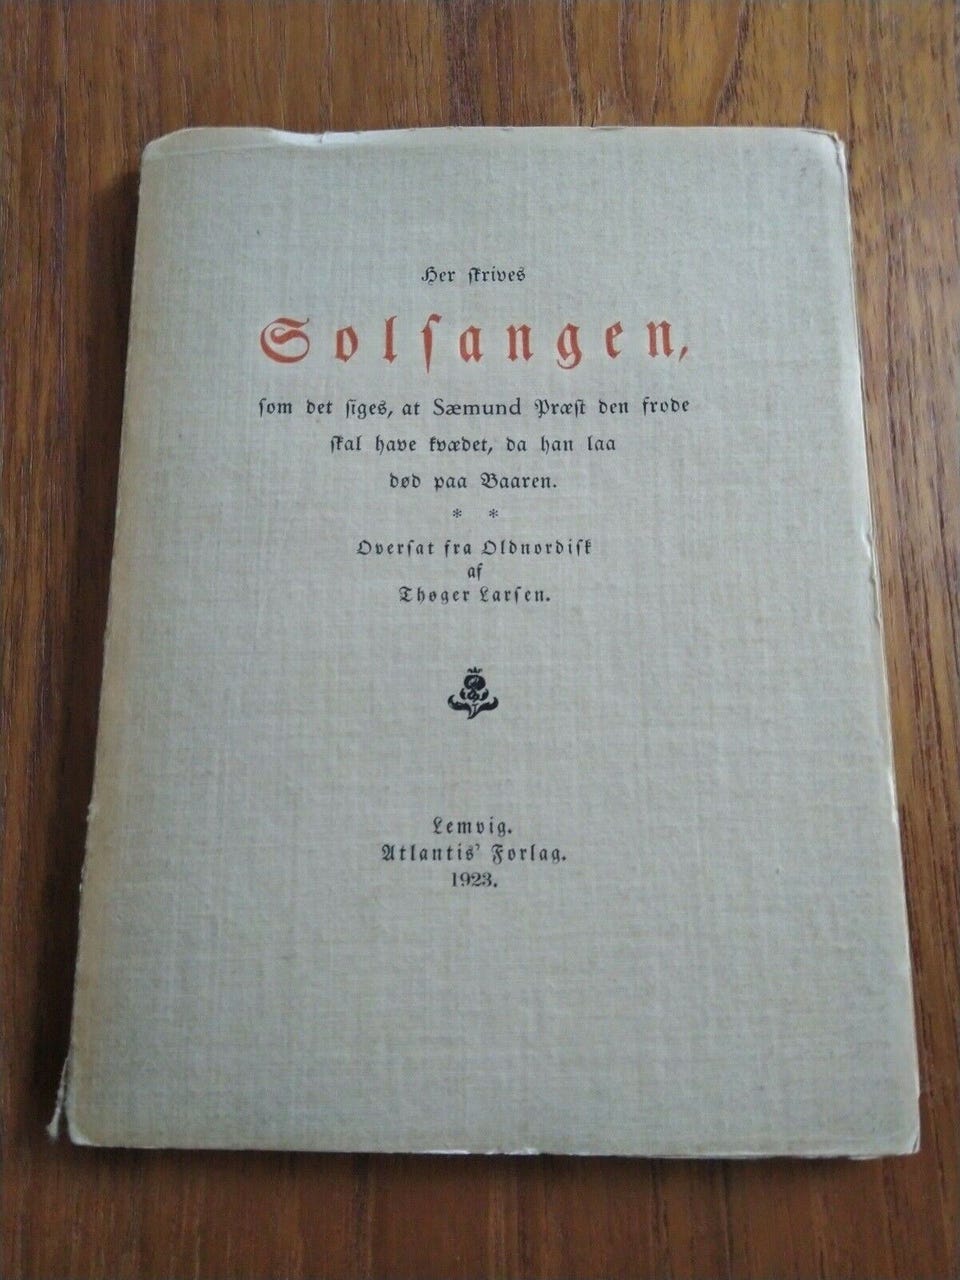 Her skrives
Solsangen,
som det siges, at Sæmund Præst den frode
skal have kvædet, da han laa
død paa Baaren.
* *
Oversat fra Oldnordisk
af
Thøger Larsen.
Lemvig.
Atlantis' Forlag.
1923.